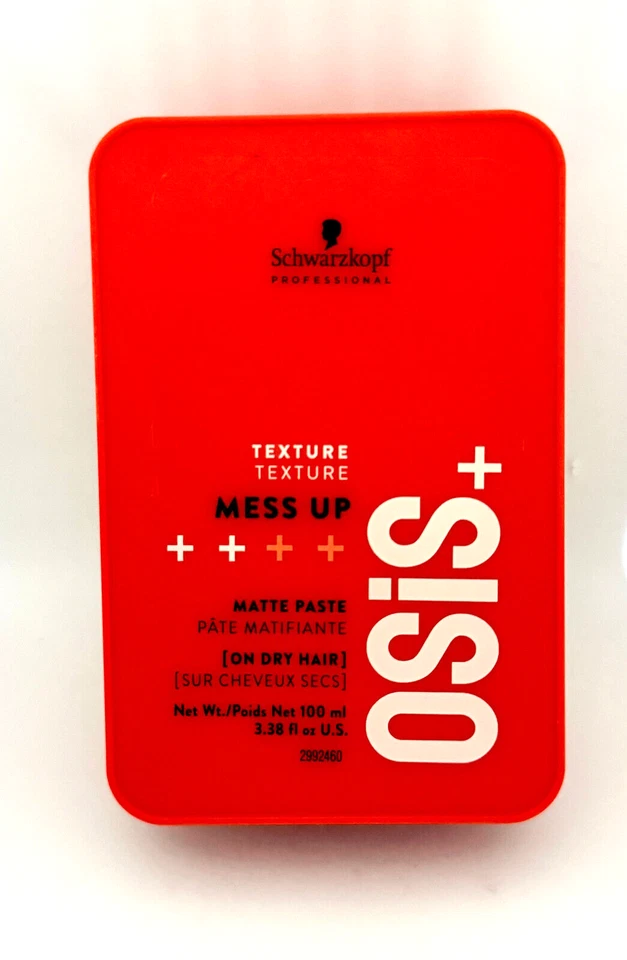 Schwarzkopf
PROFESSIONAL
TEXTURE
TEXTURE
MESS UP
++++
MATTE PASTE
PÂTE MATIFIANTE
[ON DRY HAIR]
[SUR CHEVEUX SECS]
Net Wt./Poids Net 100 ml
3.38 fl oz U.S.
2992460
OSiS+